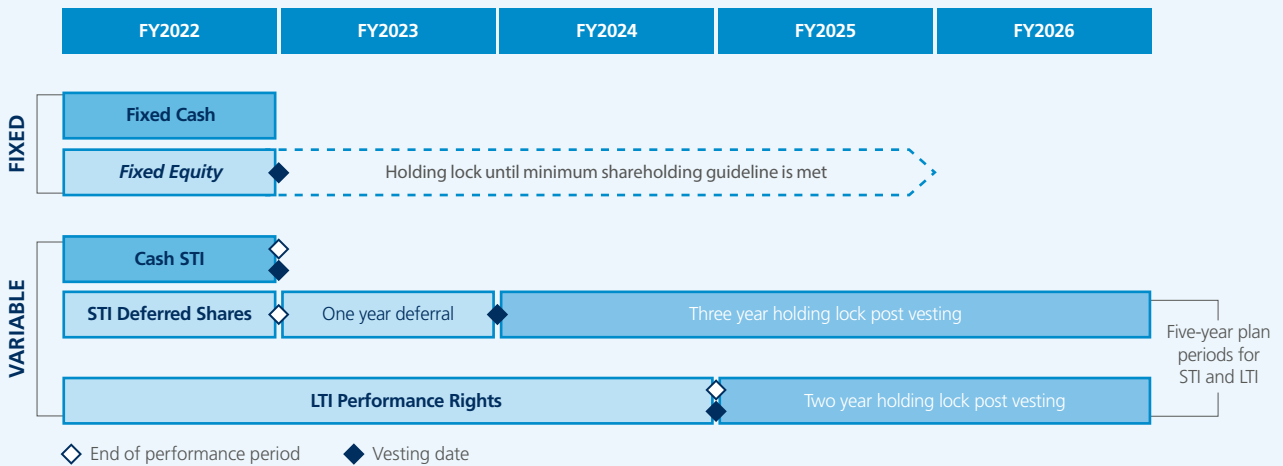 FY2022 FY2023 FY2024 FY2025 FY2026
FIXED
Fixed Cash
Fixed Equity Holding lock until minimum shareholding guideline is met
VARIABLE
Cash STI
STI Deferred Shares One year deferral Three year holding lock post vesting
Five-year plan
periods for
STI and LTI
LTI Performance Rights Two year holding lock post vesting
End of performance period Vesting date